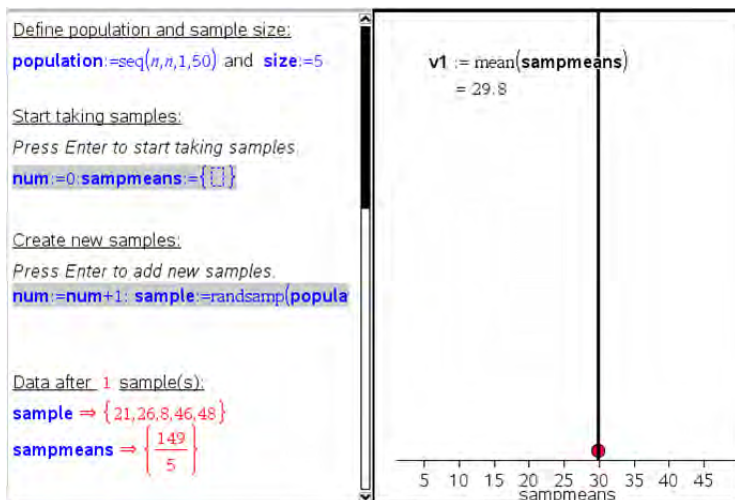 Define population and sample size:
population:=seq(n,n,1,50) and size:=5
Start taking samples:
Press Enter to start taking samples.
num:=0:sampmeans:={}
Create new samples:
Press Enter to add new samples.
num:=num+1: sample:=randsamp(popula
Data after 1 sample(s):
sample ⇒ {21,26,8,46,48}
sampmeans ⇒ {149/5}
v1 := mean(sampmeans)
= 29.8
5 10 15 20 25 30 35 40 45
sampmeans